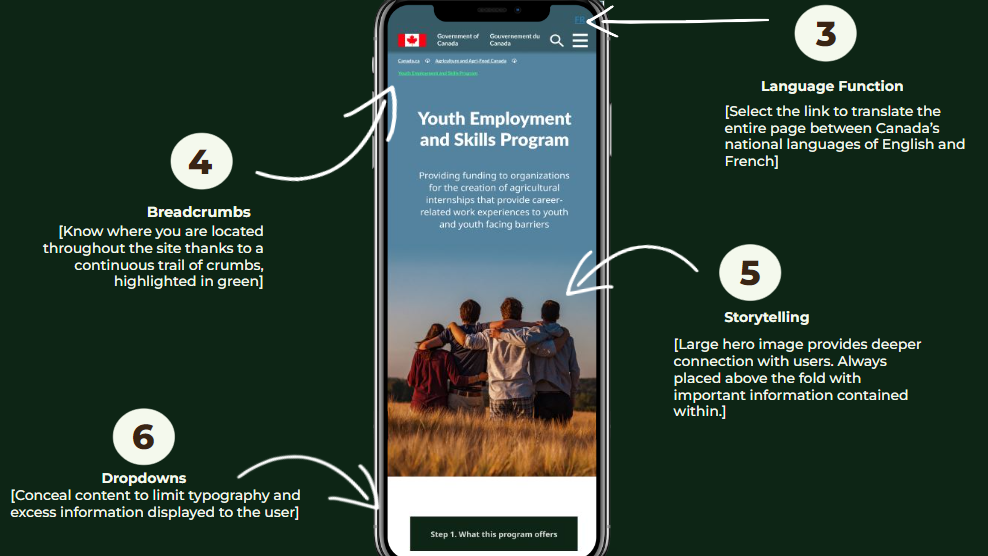 3
Language Function
[Select the link to translate the
entire page between Canada's
national languages of English and
French]
4
Breadcrumbs
[Know where you are located
throughout the site thanks to a
continuous trail of crumbs,
highlighted in green]
5
Storytelling
[Large hero image provides deeper
connection with users. Always
placed above the fold with
important information contained
within.]
6
Dropdowns
[Conceal content to limit typography and
excess information displayed to the user]
FR
Government of
Canada
Gouvernement du
Canada
Canada.ca
Agriculture and Agri-Food Canada
Youth Employment and Skills Program
Youth Employment
and Skills Program
Providing funding to organizations
for the creation of agricultural
internships that provide career-
related work experiences to youth
and youth facing barriers
Step 1. What this program offers